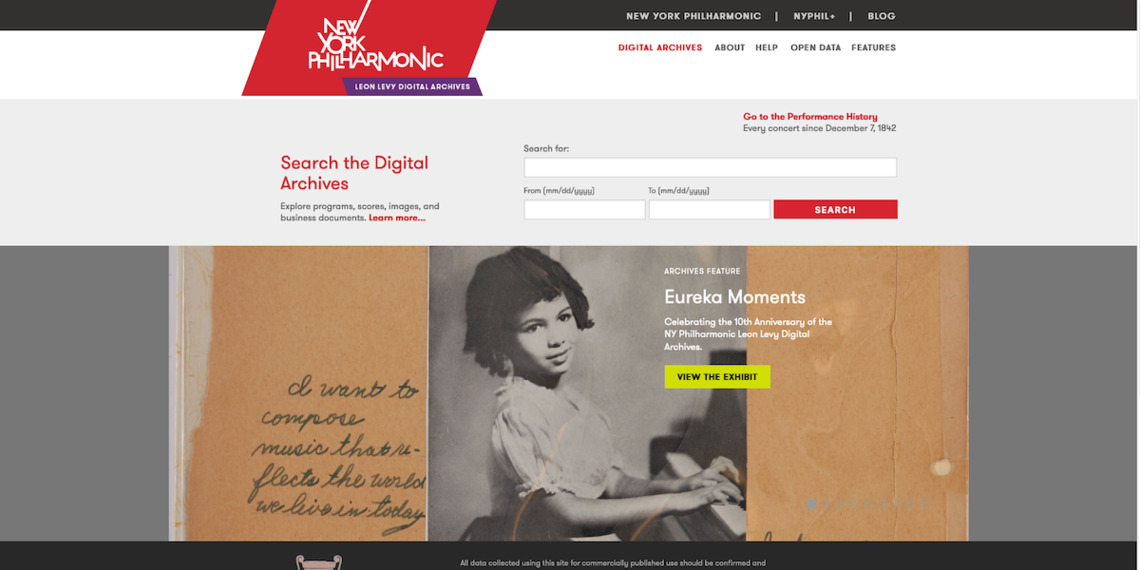 NEW YORK PHILHARMONIC | NYPHIL+ | BLOG
NEW
YORK
PHILHARMONIC
LEON LEVY DIGITAL ARCHIVES
DIGITAL ARCHIVES ABOUT HELP OPEN DATA FEATURES
Go to the Performance History
Every concert since December 7, 1842
Search the Digital
Archives
Explore programs, scores, images, and
business documents. Learn more...
Search for:
From (mm/dd/yyyy) To (mm/dd/yyyy)
SEARCH
ARCHIVES FEATURE
Eureka Moments
Celebrating the 10th Anniversary of the
NY Philharmonic Leon Levy Digital
Archives.
VIEW THE EXHIBIT
I want to
compose
music that re-
flects the world
we live in today
All data collected using this site for commercially published use should be confirmed and